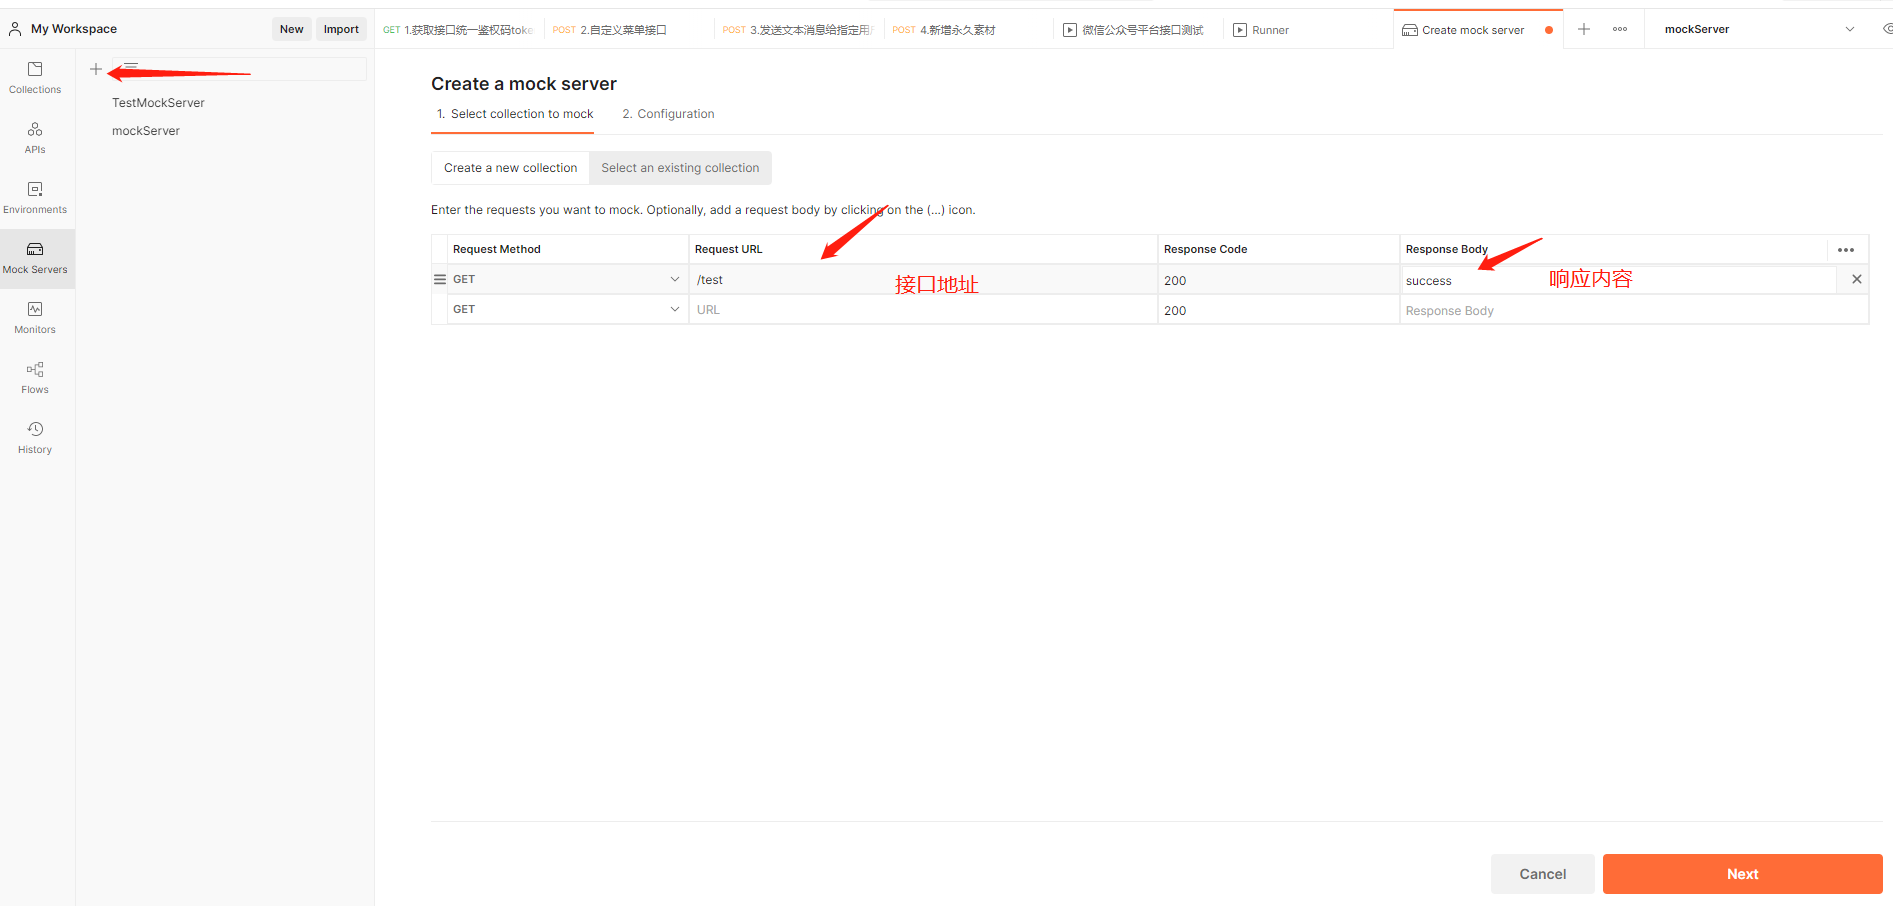 My Workspace
New
Import
GET 1.获取接口统一鉴权码toke
POST 2.自定义菜单接口
POST 3.发送文本消息给指定用户
POST 4.新增永久素材
微信公众号平台接口测试
Runner
Create mock server
mockServer
Collections
APIs
Environments
Mock Servers
Monitors
Flows
History
TestMockServer
mockServer
Create a mock server
1. Select collection to mock
2. Configuration
Create a new collection
Select an existing collection
Enter the requests you want to mock. Optionally, add a request body by clicking on the (...) icon.
Request Method
Request URL
Response Code
Response Body
GET
/test
接口地址
200
success
响应内容
GET
URL
200
Response Body
Cancel
Next